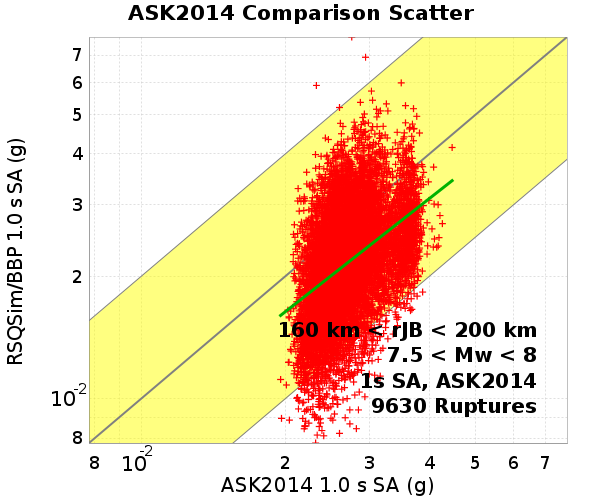 ASK2014 Comparison Scatter
RSQSim/BBP 1.0 s SA (g)
7
6
5
4
3
2
10-2
8
160 km < rJB < 200 km
7.5 < Mw < 8
1s SA, ASK2014
9630 Ruptures
8 10-2 2 3 4 5 6 7
ASK2014 1.0 s SA (g)